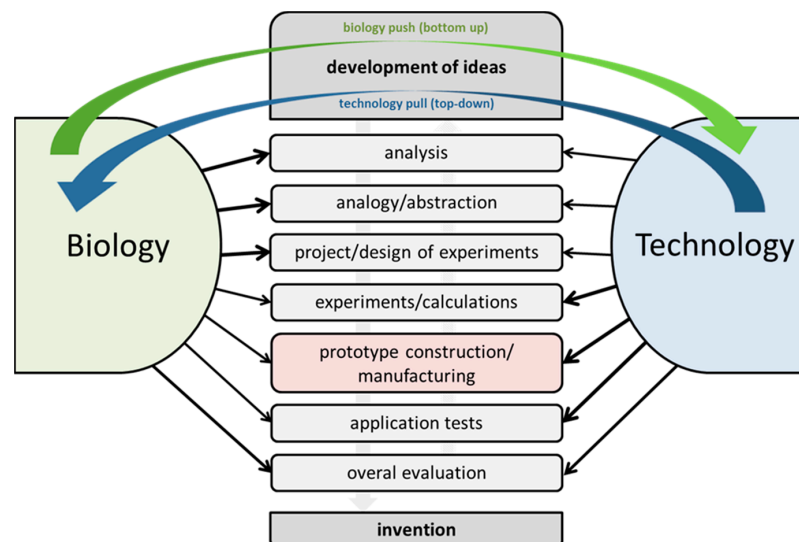 biology push (bottom up)
development of ideas
technology pull (top-down)
analysis
analogy/abstraction
Biology
project/design of experiments
Technology
experiments/calculations
prototype construction/
manufacturing
application tests
overal evaluation
invention